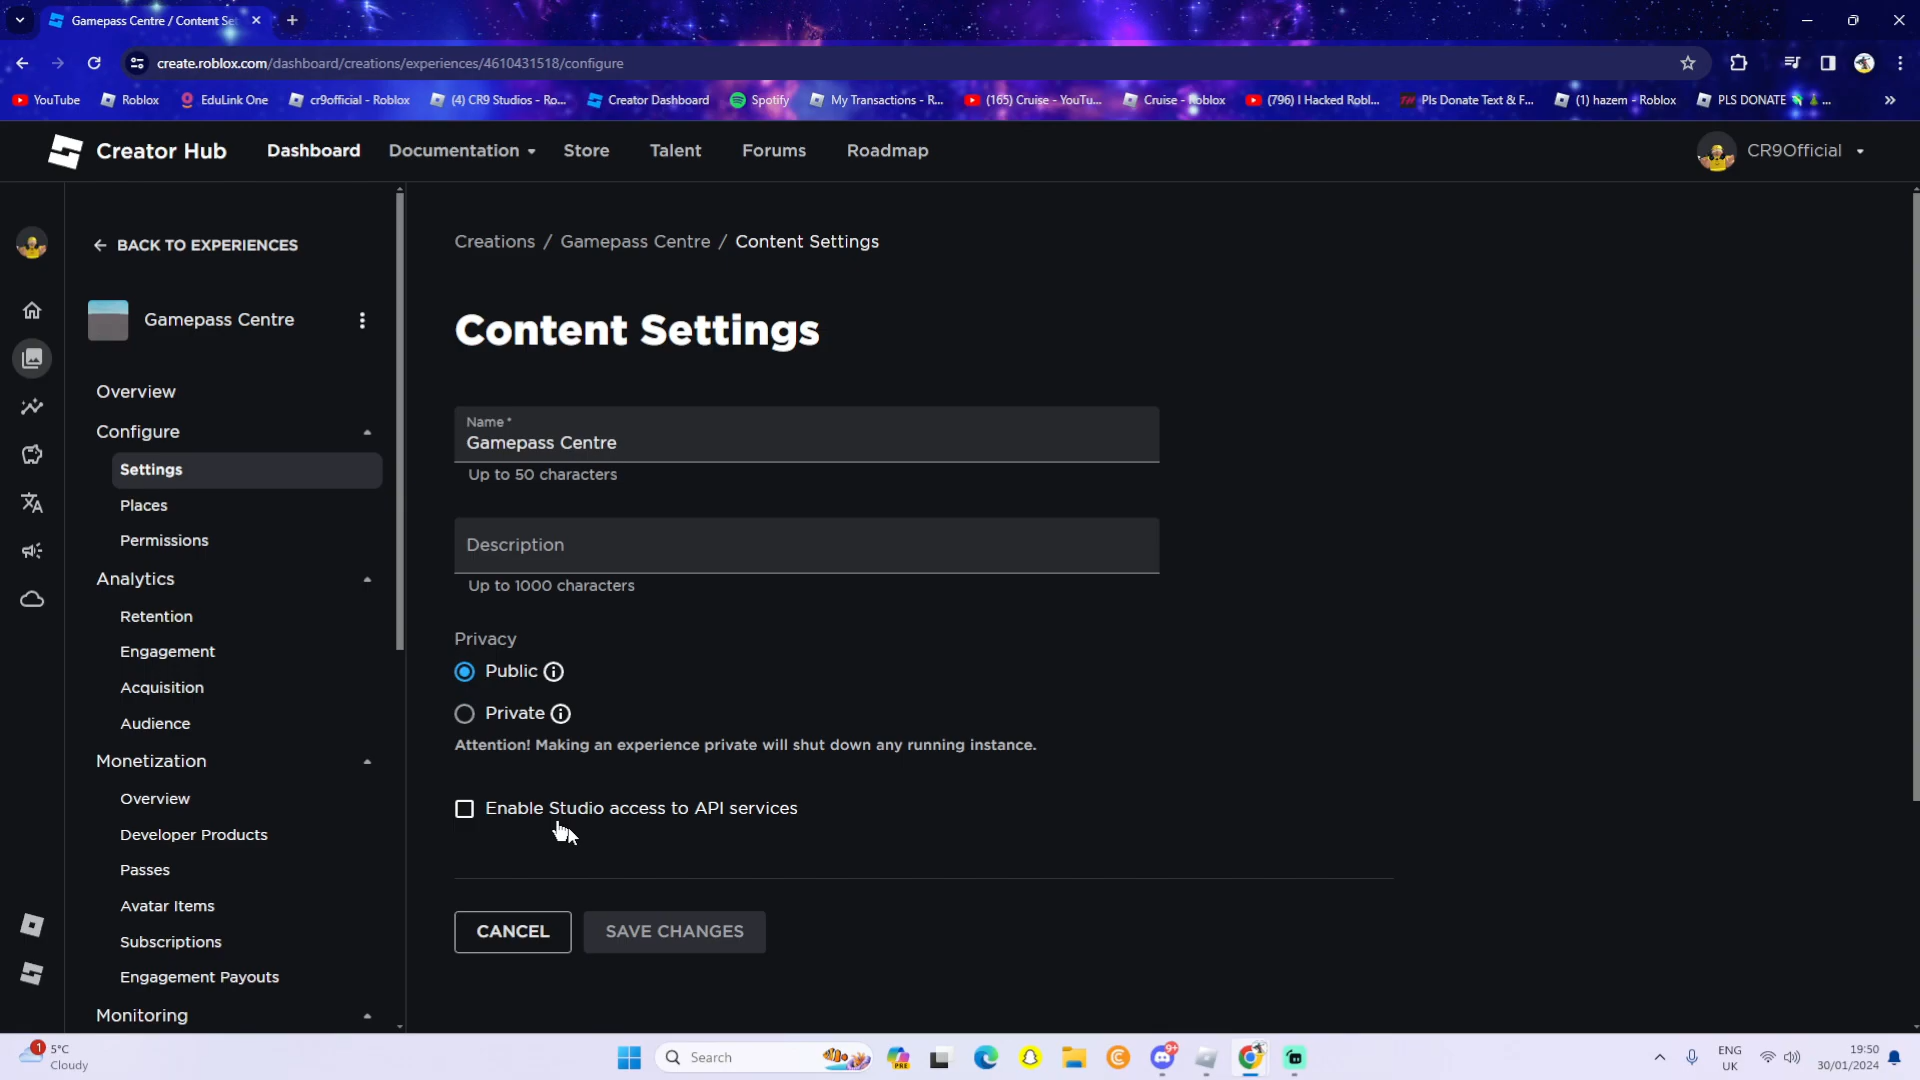 Gamepass Centre / Content Se
create.roblox.com/dashboard/creations/experiences/4610431518/configure
YouTube
Roblox
EduLink One
cr9official - Roblox
(4) CR9 Studios - Ro...
Creator Dashboard
Spotify
My Transactions - R...
(165) Cruise - YouTu...
Cruise - Roblox
(796) I Hacked Robl...
Pls Donate Text & F...
(1) hazem - Roblox
PLS DONATE
Creator Hub
Dashboard
Documentation
Store
Talent
Forums
Roadmap
CR9Official
BACK TO EXPERIENCES
Gamepass Centre
Overview
Configure
Settings
Places
Permissions
Analytics
Retention
Engagement
Acquisition
Audience
Monetization
Overview
Developer Products
Passes
Avatar Items
Subscriptions
Engagement Payouts
Monitoring
Creations / Gamepass Centre / Content Settings
Content Settings
Name*
Gamepass Centre
Up to 50 characters
Description
Up to 1000 characters
Privacy
Public
Private
Attention! Making an experience private will shut down any running instance.
Enable Studio access to API services
CANCEL
SAVE CHANGES
1
5°C
Cloudy
Search
PRE
9+
ENG
UK
19:50
30/01/2024